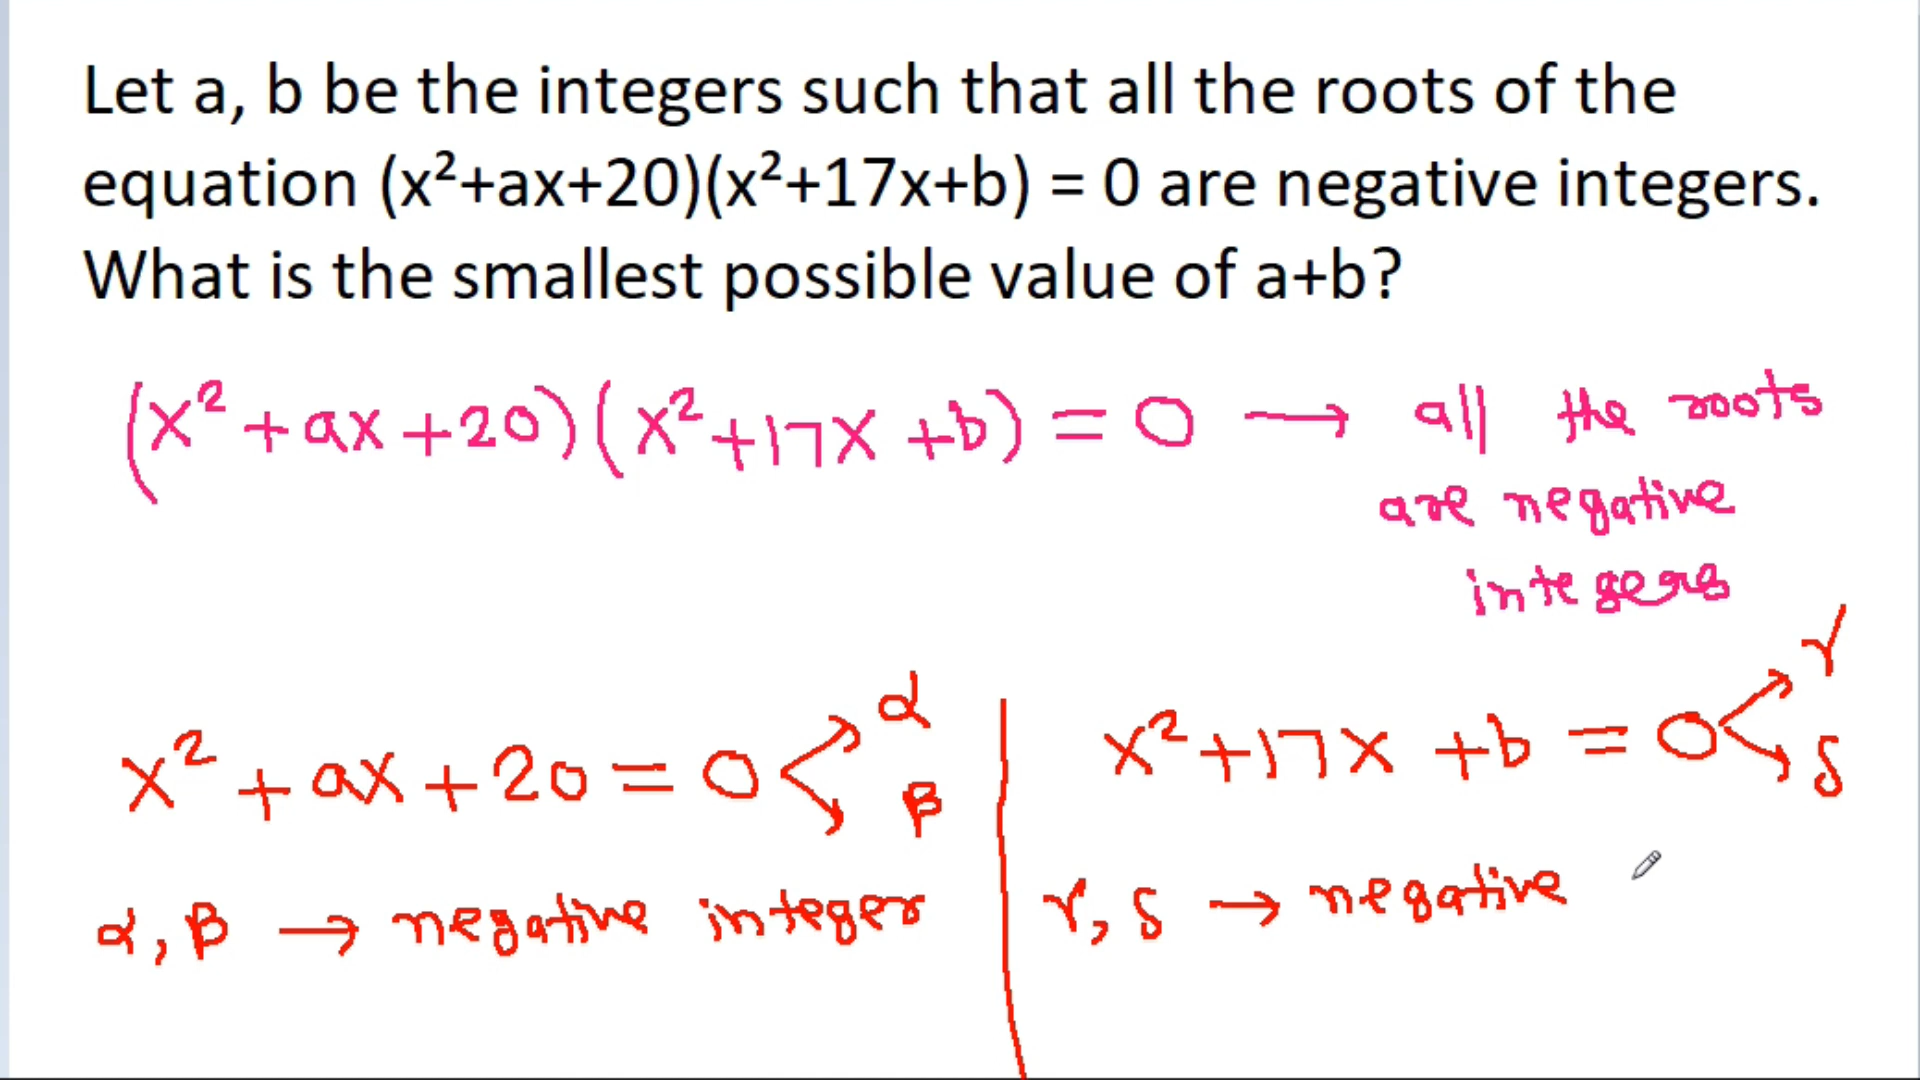 Let a, b be the integers such that all the roots of the
equation (x²+ax+20)(x²+17x+b) = 0 are negative integers.
What is the smallest possible value of a+b?
(x²+ax+20)(x²+17x+b) = 0 → all the roots
are negative
integers
x²+ax+20 = 0 α
β
x²+17x+b = 0 γ
δ
α, β → negative integer
γ, δ → negative